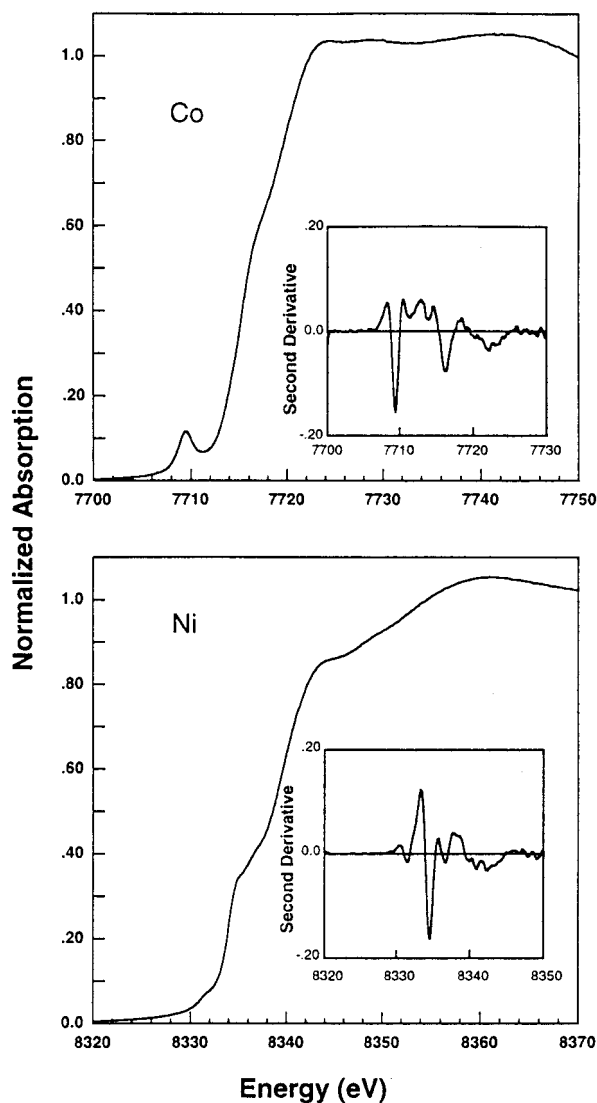 Normalized Absorption
1.0
.80
.60
.40
.20
0.0
Co
7700 7710 7720 7730 7740 7750
Second Derivative
.20
0.0
-.20
7700 7710 7720 7730
1.0
.80
.60
.40
.20
0.0
Ni
8320 8330 8340 8350 8360 8370
Second Derivative
.20
0.0
-.20
8320 8330 8340 8350
Energy (eV)